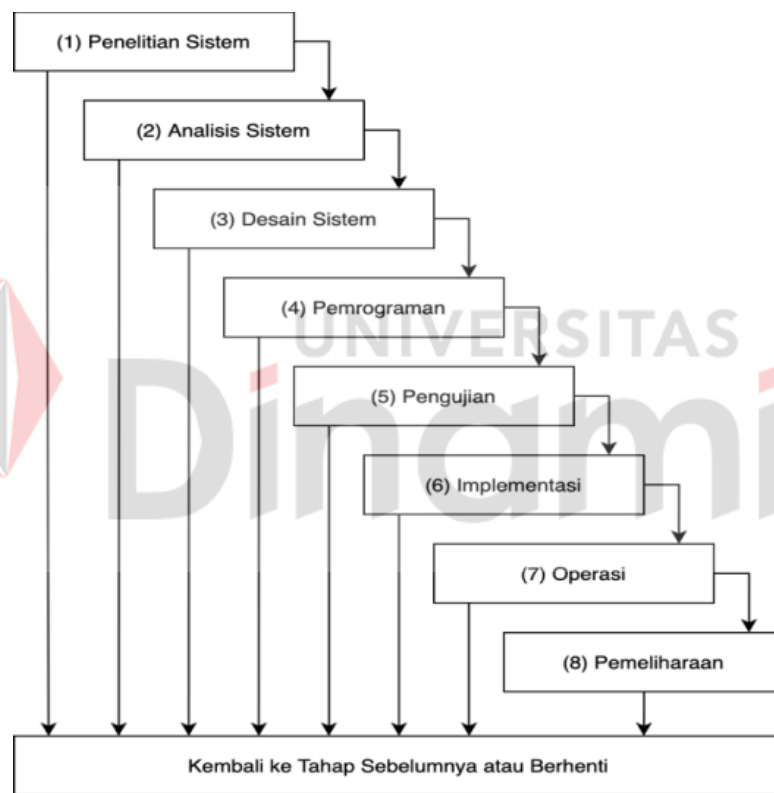 (1) Penelitian Sistem
(2) Analisis Sistem
(3) Desain Sistem
(4) Pemrograman
UNIVERSITAS
Dinami
(5) Pengujian
(6) Implementasi
(7) Operasi
(8) Pemeliharaan
Kembali ke Tahap Sebelumnya atau Berhenti